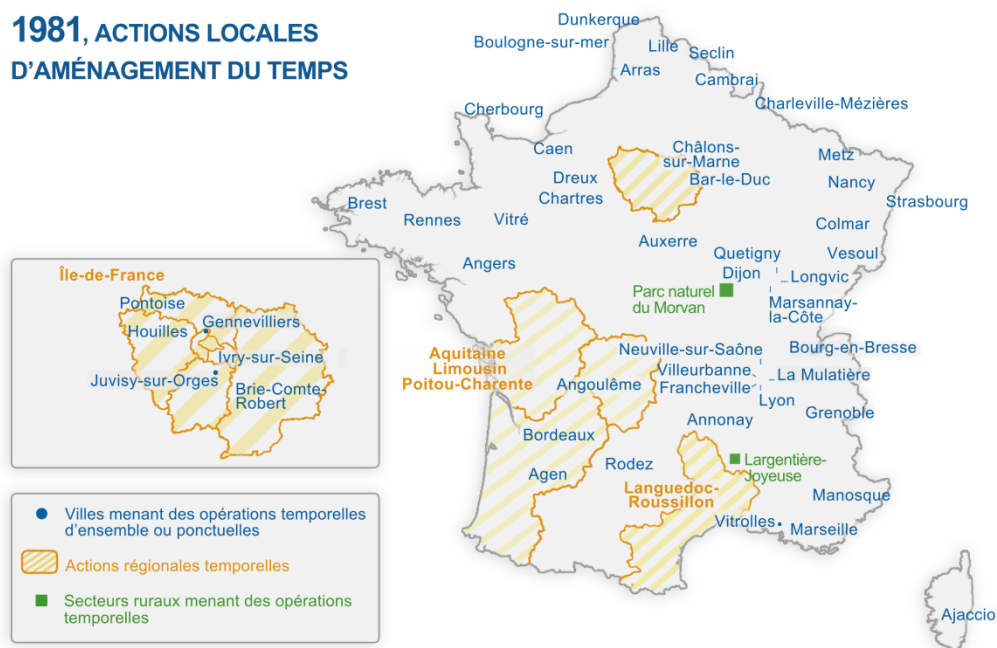 1981, ACTIONS LOCALES
D'AMÉNAGEMENT DU TEMPS
Dunkerque
Boulogne-sur-mer
Lille
Seclin
Arras
Cambrai
Charleville-Mézières
Cherbourg
Caen
Châlons-
sur-Marne
Metz
Dreux
Bar-le-Duc
Nancy
Chartres
Brest
Strasbourg
Rennes
Vitré
Colmar
Auxerre
Quetigny
Vesoul
Angers
Dijon
Longvic
Parc naturel
du Morvan
Marsannay-
la-Côte
Île-de-France
Pontoise
Houilles
Gennevilliers
Ivry-sur-Seine
Juvisy-sur-Orges
Brie-Comte-
Robert
Neuville-sur-Saône
Bourg-en-Bresse
Aquitaine
Limousin
Poitou-Charente
Villeurbanne
La Mulatière
Angoulême
Francheville
Lyon
Grenoble
Annonay
Bordeaux
Rodez
Largentière-
Joyeuse
Agen
Languedoc-
Roussillon
Manosque
Vitrolles
Marseille
Ajaccio
Villes menant des opérations temporelles
d'ensemble ou ponctuelles
Actions régionales temporelles
Secteurs ruraux menant des opérations
temporelles